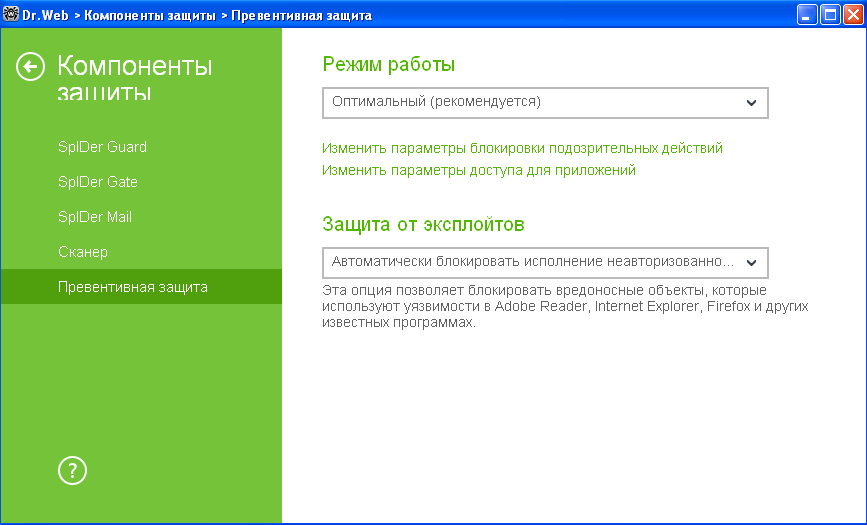 Dr.Web > Компоненты защиты > Превентивная защита
Компоненты
защиты
SpIDer Guard
SpIDer Gate
SpIDer Mail
Сканер
Превентивная защита
?
Режим работы
Оптимальный (рекомендуется)
Изменить параметры блокировки подозрительных действий
Изменить параметры доступа для приложений
Защита от эксплойтов
Автоматически блокировать исполнение неавторизованно...
Эта опция позволяет блокировать вредоносные объекты, которые
используют уязвимости в Adobe Reader, Internet Explorer, Firefox и других
известных программах.